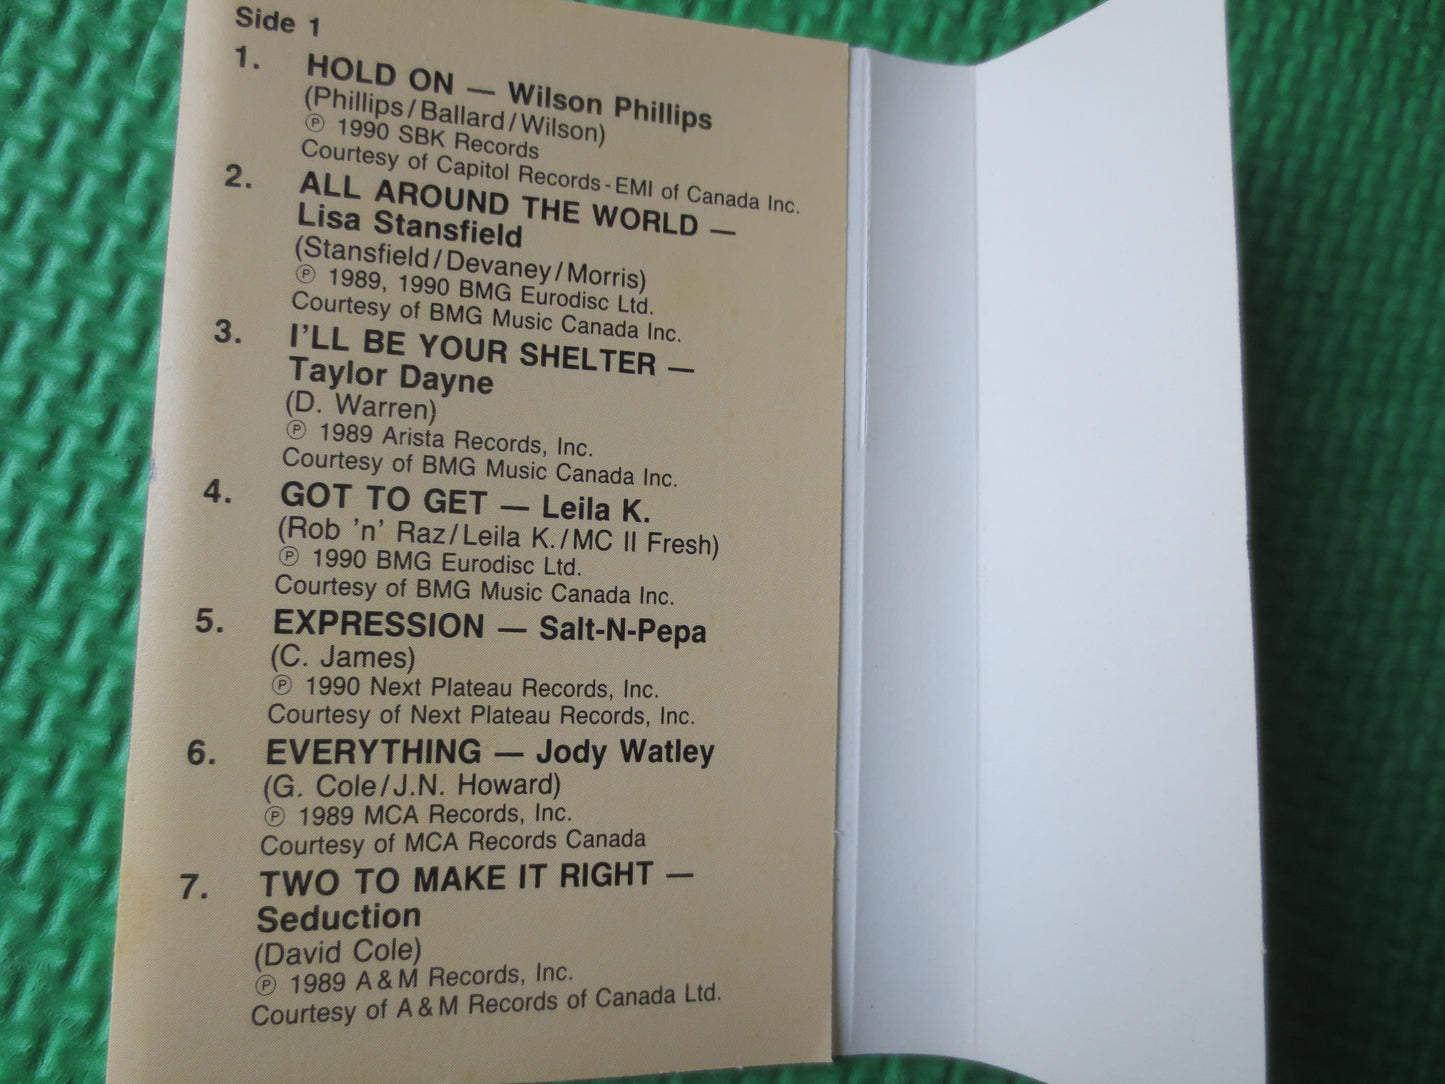 Side 1
1. HOLD ON — Wilson Phillips
(Phillips/Ballard/Wilson)
Ⓟ 1990 SBK Records
Courtesy of Capitol Records-EMI of Canada Inc.
2. ALL AROUND THE WORLD —
Lisa Stansfield
(Stansfield/Devaney/Morris)
Ⓟ 1989, 1990 BMG Eurodisc Ltd.
Courtesy of BMG Music Canada Inc.
3. I'LL BE YOUR SHELTER —
Taylor Dayne
(D. Warren)
Ⓟ 1989 Arista Records, Inc.
Courtesy of BMG Music Canada Inc.
4. GOT TO GET — Leila K.
(Rob 'n' Raz/Leila K./MC II Fresh)
Ⓟ 1990 BMG Eurodisc Ltd.
Courtesy of BMG Music Canada Inc.
5. EXPRESSION — Salt-N-Pepa
(C. James)
Ⓟ 1990 Next Plateau Records, Inc.
Courtesy of Next Plateau Records, Inc.
6. EVERYTHING — Jody Watley
(G. Cole/J.N. Howard)
Ⓟ 1989 MCA Records, Inc.
Courtesy of MCA Records Canada
7. TWO TO MAKE IT RIGHT —
Seduction
(David Cole)
Ⓟ 1989 A&M Records, Inc.
Courtesy of A&M Records of Canada Ltd.